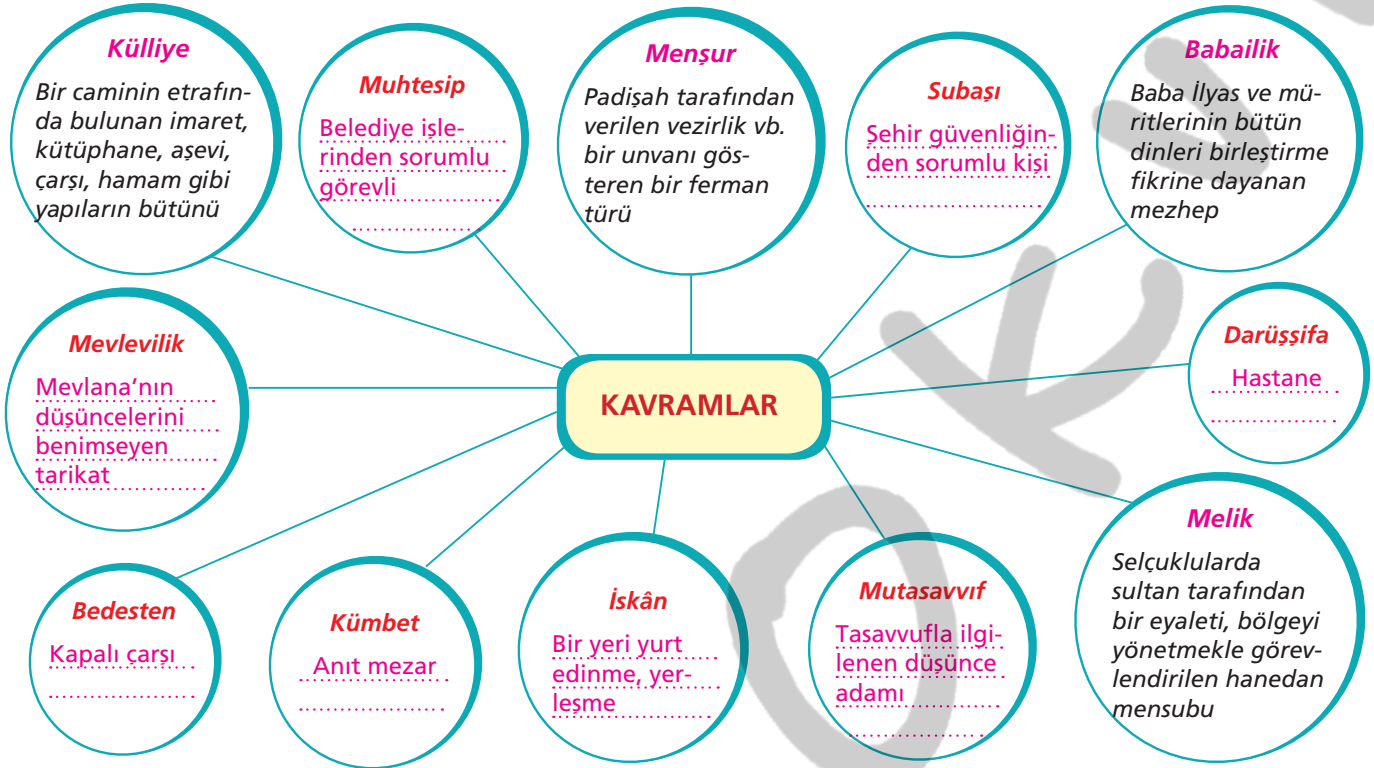 Külliye
Bir caminin etrafın-
da bulunan imaret,
kütüphane, aşevi,
çarşı, hamam gibi
yapıların bütünü
Muhtesip
Belediye işle-
rinden sorumlu
görevli
Menşur
Padişah tarafından
verilen vezirlik vb.
bir unvanı gös-
teren bir ferman
türü
Subaşı
Şehir güvenliğin-
den sorumlu kişi
Babailik
Baba İlyas ve mü-
ritlerinin bütün
dinleri birleştirme
fikrine dayanan
mezhep
Mevlevilik
Mevlana’nın
düşüncelerini
benimseyen
tarikat
KAVRAMLAR
Darüşşifa
Hastane
Bedesten
Kapalı çarşı
Kümbet
Anıt mezar
İskân
Bir yeri yurt
edinme, yer-
leşme
Mutasavvıf
Tasavvufla ilgi-
lenen düşünce
adamı
Melik
Selçuklularda
sultan tarafından
bir eyaleti, bölgeyi
yönetmekle görev-
lendirilen hanedan
mensubu